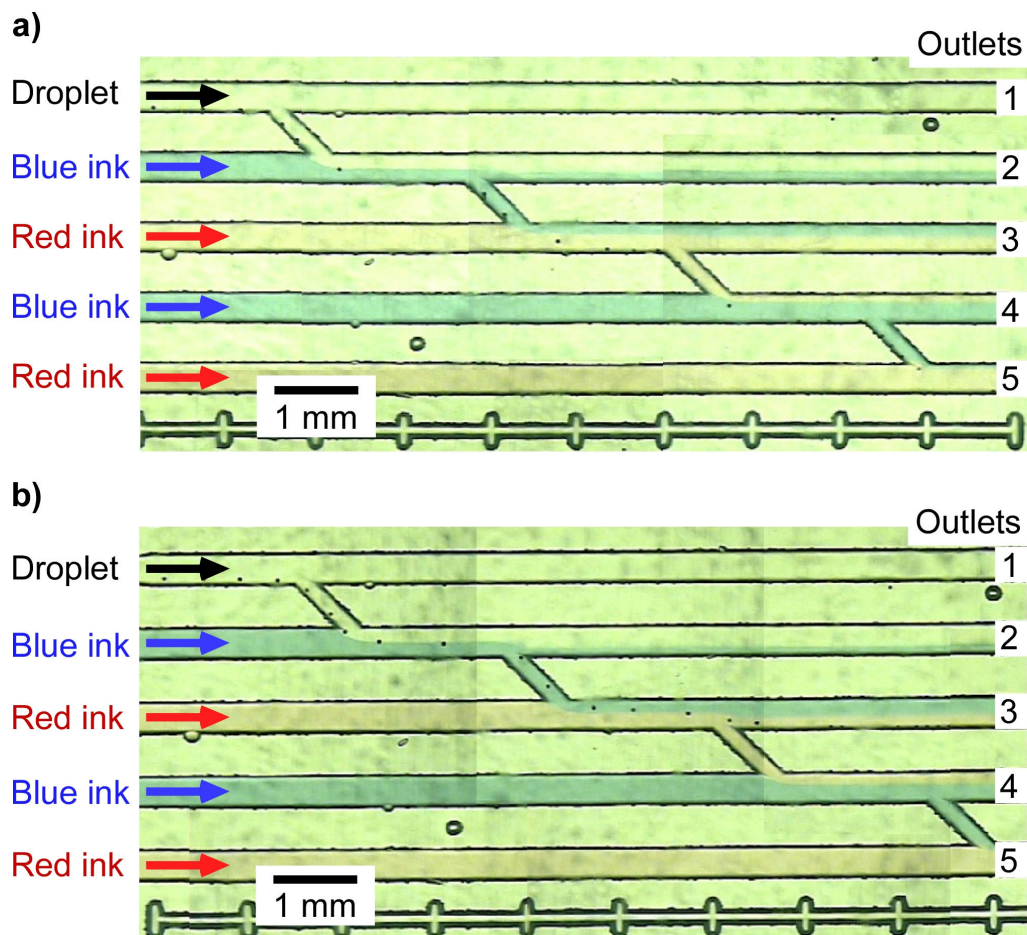 a)
Outlets
Droplet
1
Blue ink
2
Red ink
3
Blue ink
4
Red ink
5
1 mm
b)
Outlets
Droplet
1
Blue ink
2
Red ink
3
Blue ink
4
Red ink
5
1 mm